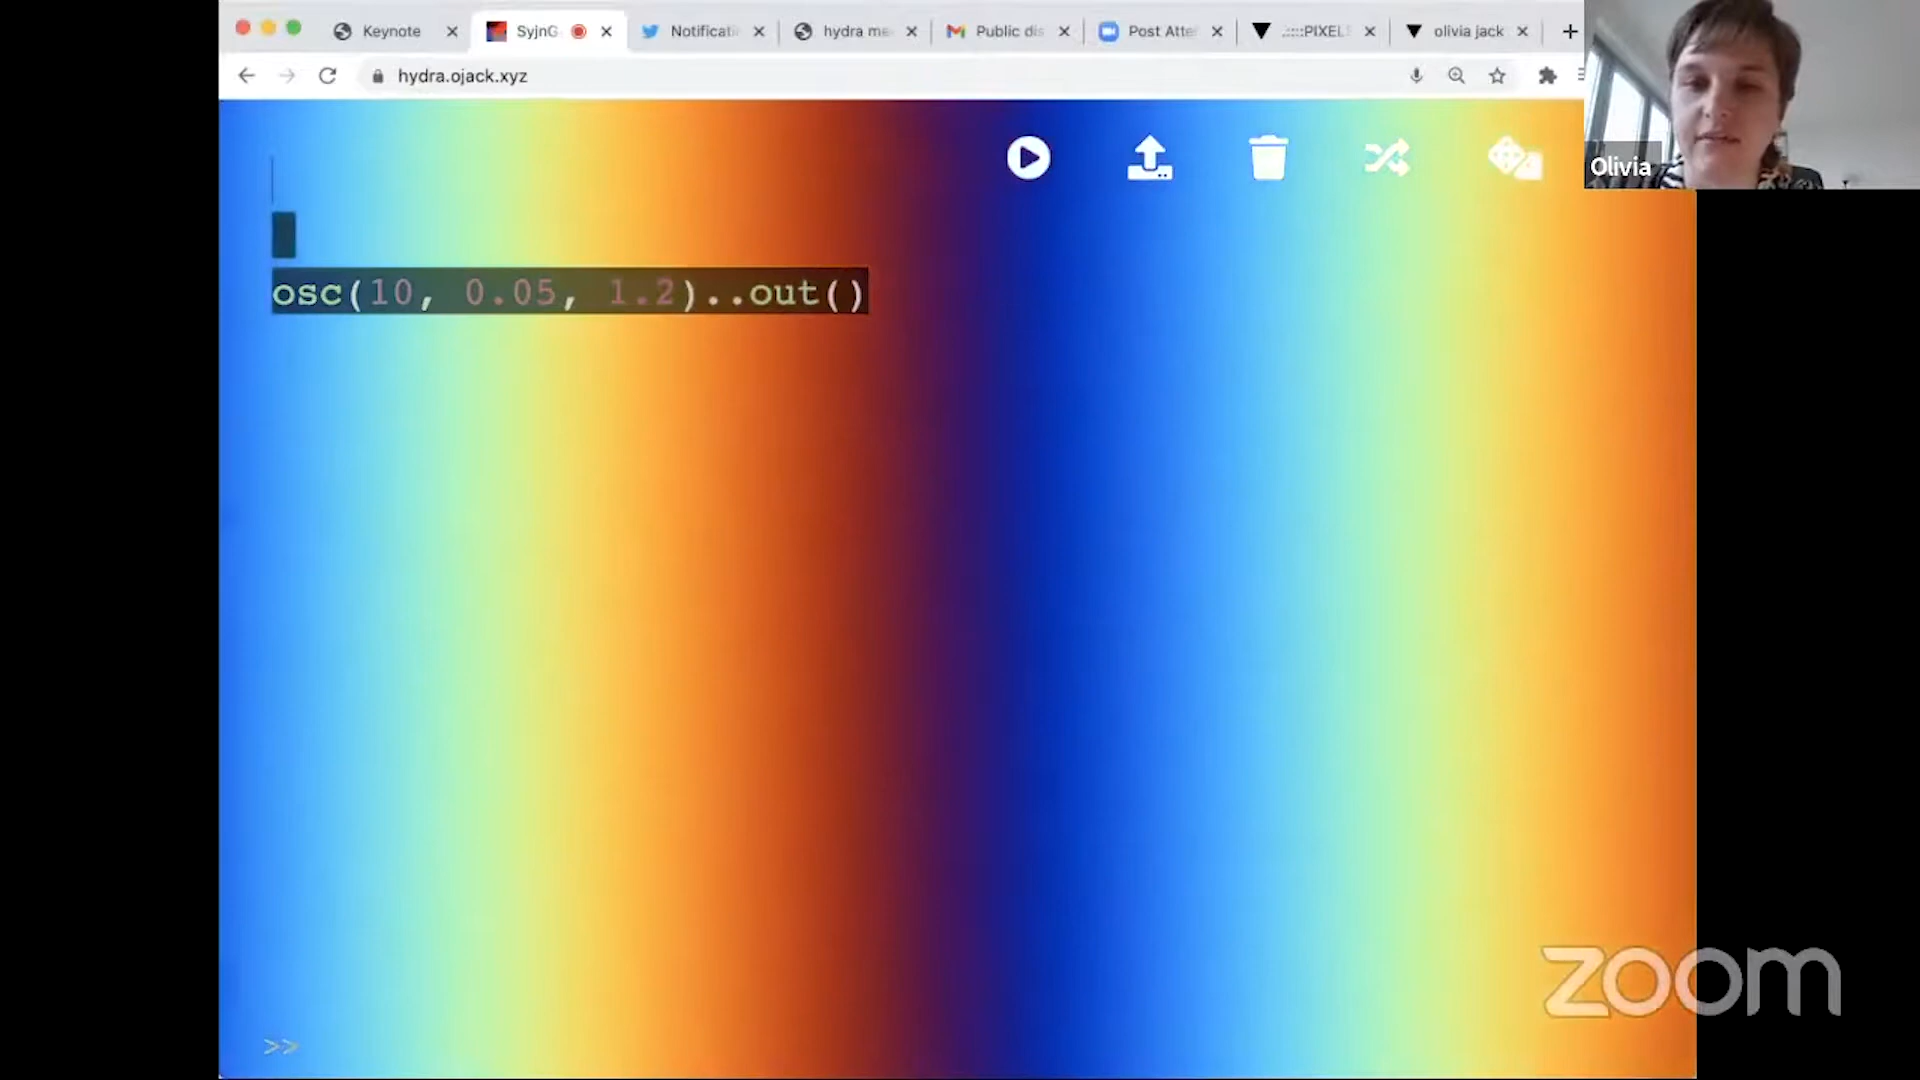 Keynote
SyjnG
Notificati
hydra me
Public dis
Post Atte
.::::PIXEL
olivia jack
hydra.ojack.xyz
Olivia
osc(10, 0.05, 1.2)..out()
>>
zoom